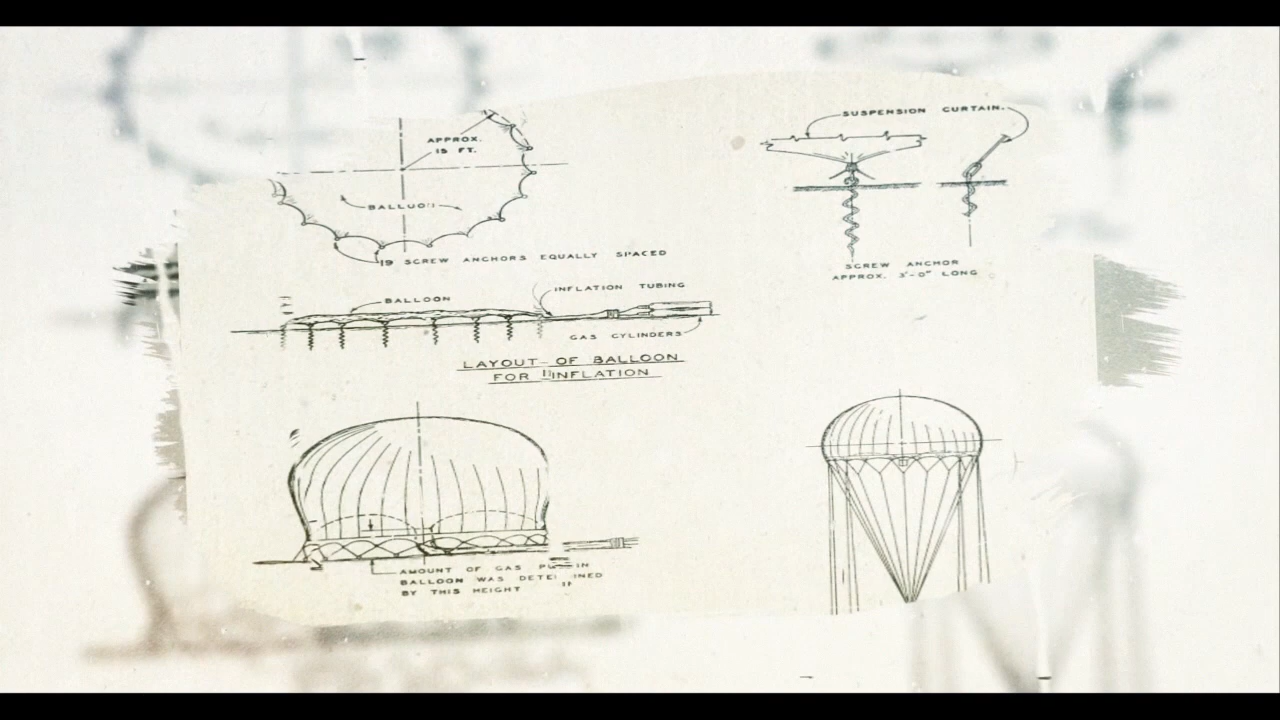 APPROX.
15 FT.
BALLOON
19 SCREW ANCHORS EQUALLY SPACED
SUSPENSION CURTAIN.
SCREW ANCHOR
APPROX. 3'-0" LONG
BALLOON
INFLATION TUBING
GAS CYLINDERS
LAYOUT OF BALLOON
FOR INFLATION
AMOUNT OF GAS IN
BALLOON WAS
BY THIS HEIGHT